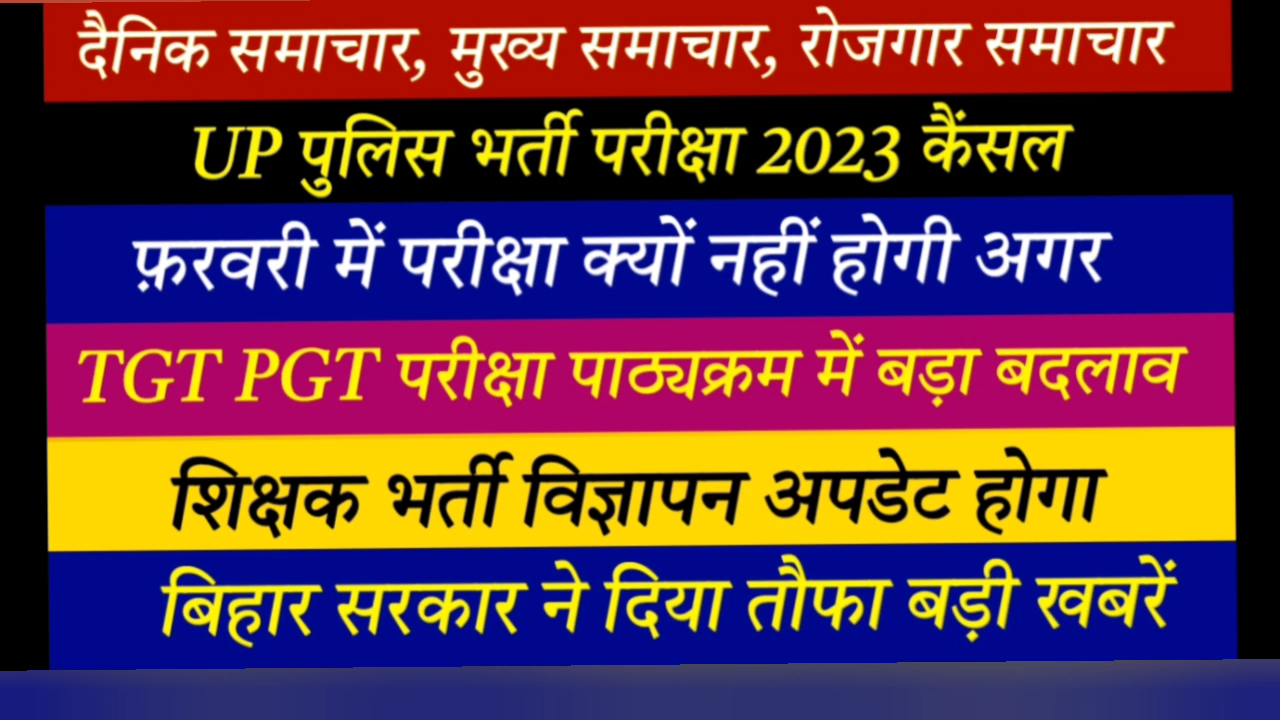 दैनिक समाचार, मुख्य समाचार, रोजगार समाचार
UP पुलिस भर्ती परीक्षा 2023 कैंसल
फ़रवरी में परीक्षा क्यों नहीं होगी अगर
TGT PGT परीक्षा पाठ्यक्रम में बड़ा बदलाव
शिक्षक भर्ती विज्ञापन अपडेट होगा
बिहार सरकार ने दिया तौफा बड़ी खबरें